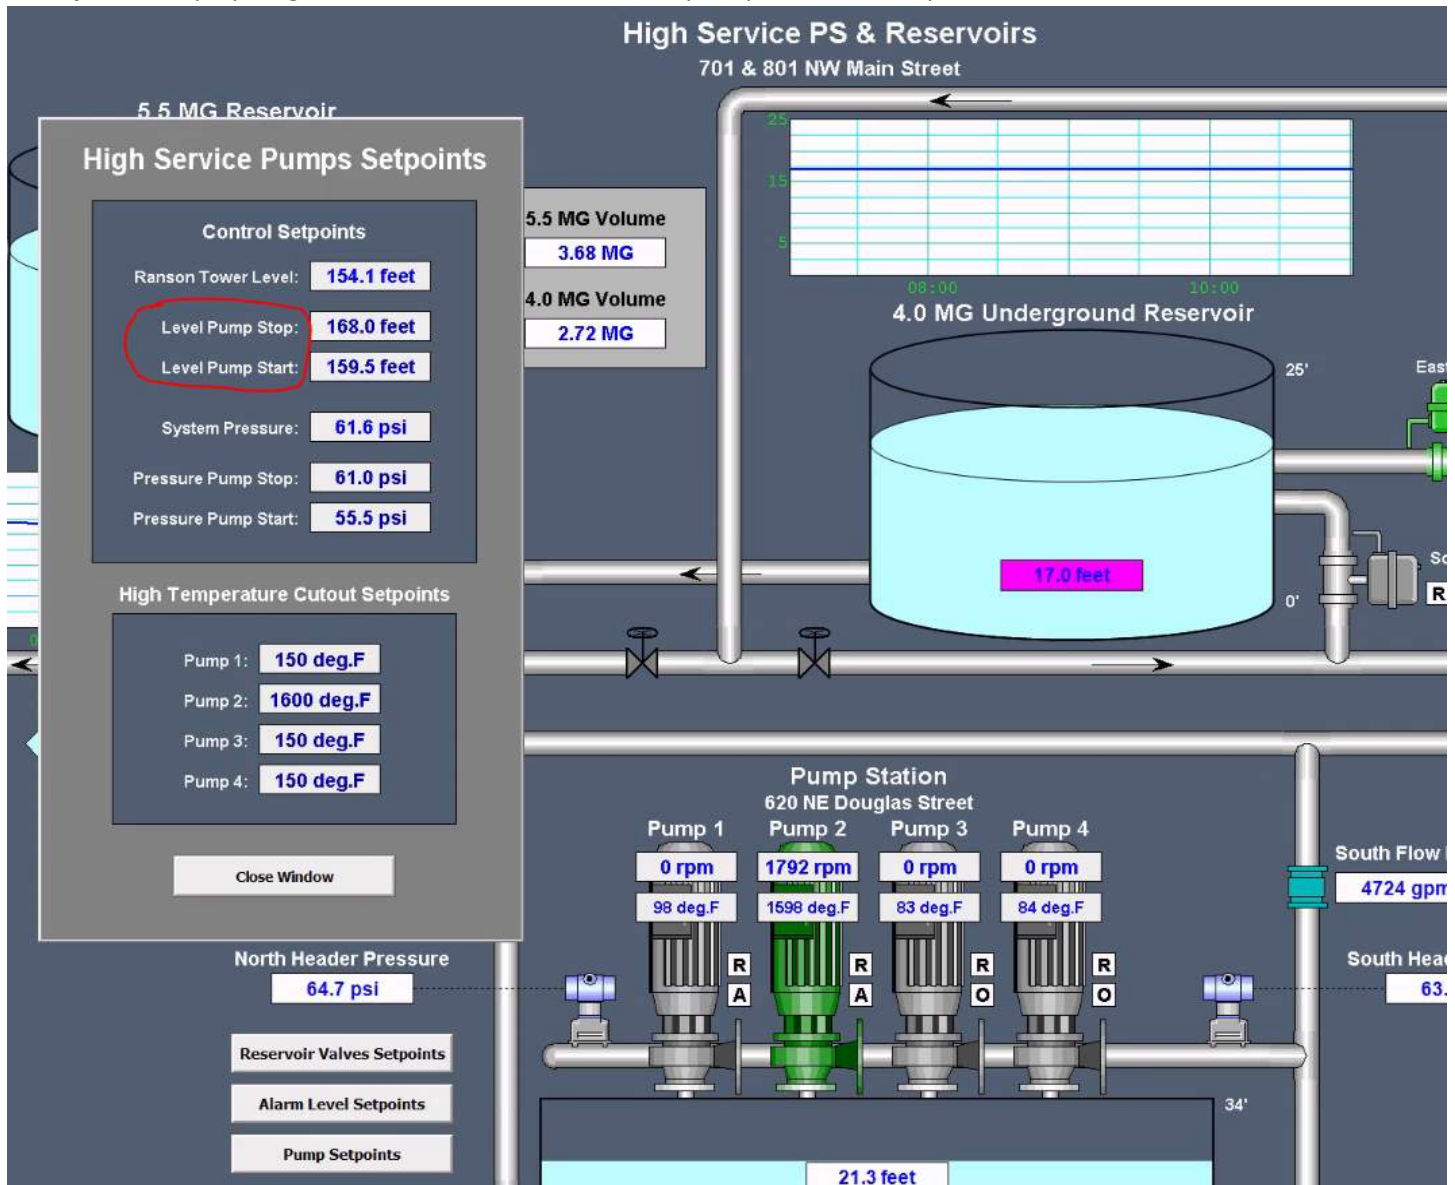 High Service PS & Reservoirs
701 & 801 NW Main Street
5.5 MG Reservoir
High Service Pumps Setpoints
Control Setpoints
Ranson Tower Level: 154.1 feet
Level Pump Stop: 168.0 feet
Level Pump Start: 159.5 feet
System Pressure: 61.6 psi
Pressure Pump Stop: 61.0 psi
Pressure Pump Start: 55.5 psi
High Temperature Cutout Setpoints
Pump 1: 150 deg.F
Pump 2: 1600 deg.F
Pump 3: 150 deg.F
Pump 4: 150 deg.F
Close Window
5.5 MG Volume
3.68 MG
4.0 MG Volume
2.72 MG
25
15
5
08:00 10:00
4.0 MG Underground Reservoir
25'
East
17.0 feet
0'
R
Pump Station
620 NE Douglas Street
Pump 1 Pump 2 Pump 3 Pump 4
0 rpm 1792 rpm 0 rpm 0 rpm
98 deg.F 1598 deg.F 83 deg.F 84 deg.F
R R R R
A A O O
South Flow
4724 gpm
North Header Pressure
64.7 psi
South Head
63.
Reservoir Valves Setpoints
Alarm Level Setpoints
Pump Setpoints
34'
21.3 feet